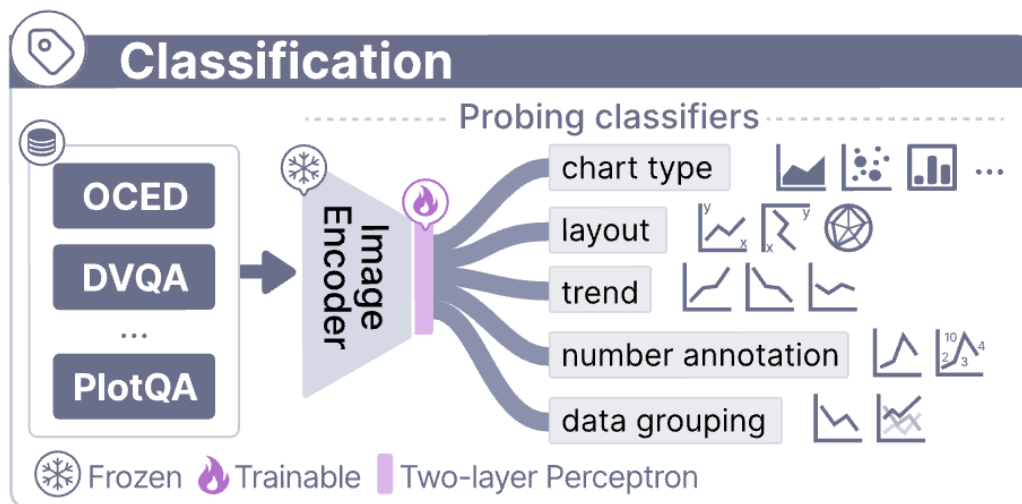 Classification
Probing classifiers
OCED
DVQA
...
PlotQA
Image
Encoder
chart type
...
layout
y
x
x
y
trend
number annotation
10
2
3
4
data grouping
Frozen
Trainable
Two-layer Perceptron